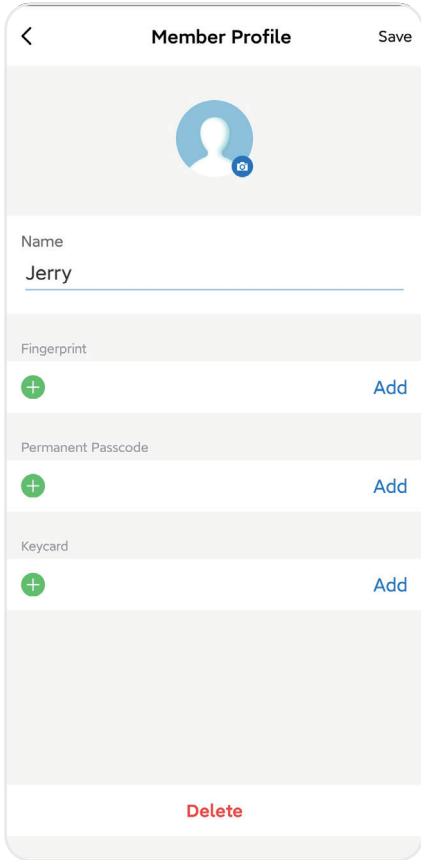 Member Profile Save
Name
Jerry
Fingerprint
Add
Permanent Passcode
Add
Keycard
Add
Delete